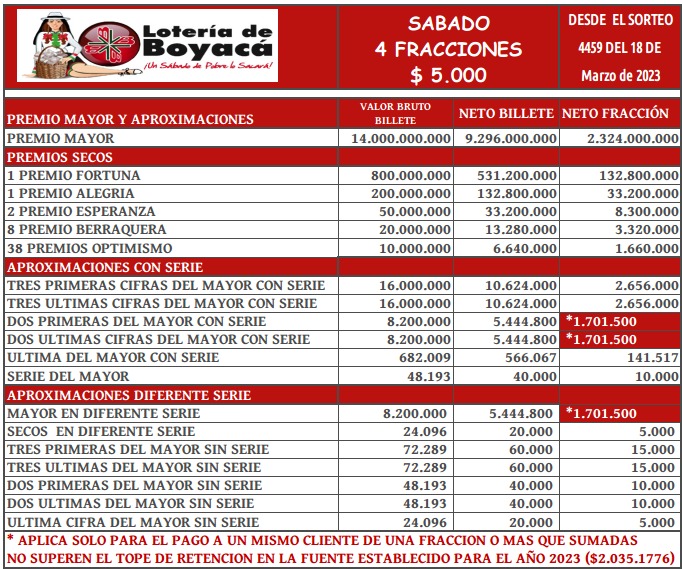 Lotería de
Boyacá
¡Un Sábado de Pobre lo Sacará!
SABADO
4 FRACCIONES
$ 5.000
DESDE EL SORTEO
4459 DEL 18 DE
Marzo de 2023
PREMIO MAYOR Y APROXIMACIONES VALOR BRUTO BILLETE NETO BILLETE NETO FRACCIÓN
PREMIO MAYOR 14.000.000.000 9.296.000.000 2.324.000.000
PREMIOS SECOS
1 PREMIO FORTUNA 800.000.000 531.200.000 132.800.000
1 PREMIO ALEGRIA 200.000.000 132.800.000 33.200.000
2 PREMIO ESPERANZA 50.000.000 33.200.000 8.300.000
8 PREMIO BERRAQUERA 20.000.000 13.280.000 3.320.000
38 PREMIOS OPTIMISMO 10.000.000 6.640.000 1.660.000
APROXIMACIONES CON SERIE
TRES PRIMERAS CIFRAS DEL MAYOR CON SERIE 16.000.000 10.624.000 2.656.000
TRES ULTIMAS CIFRAS DEL MAYOR CON SERIE 16.000.000 10.624.000 2.656.000
DOS PRIMERAS DEL MAYOR CON SERIE 8.200.000 5.444.800 *1.701.500
DOS ULTIMAS CIFRAS DEL MAYOR CON SERIE 8.200.000 5.444.800 *1.701.500
ULTIMA DEL MAYOR CON SERIE 682.009 566.067 141.517
SERIE DEL MAYOR 48.193 40.000 10.000
APROXIMACIONES DIFERENTE SERIE
MAYOR EN DIFERENTE SERIE 8.200.000 5.444.800 *1.701.500
SECOS EN DIFERENTE SERIE 24.096 20.000 5.000
TRES PRIMERAS DEL MAYOR SIN SERIE 72.289 60.000 15.000
TRES ULTIMAS DEL MAYOR SIN SERIE 72.289 60.000 15.000
DOS PRIMERAS DEL MAYOR SIN SERIE 48.193 40.000 10.000
DOS ULTIMAS DEL MAYOR SIN SERIE 48.193 40.000 10.000
ULTIMA CIFRA DEL MAYOR SIN SERIE 24.096 20.000 5.000
* APLICA SOLO PARA EL PAGO A UN MISMO CLIENTE DE UNA FRACCION O MAS QUE SUMADAS
NO SUPEREN EL TOPE DE RETENCION EN LA FUENTE ESTABLECIDO PARA EL AÑO 2023 ($2.035.1776)